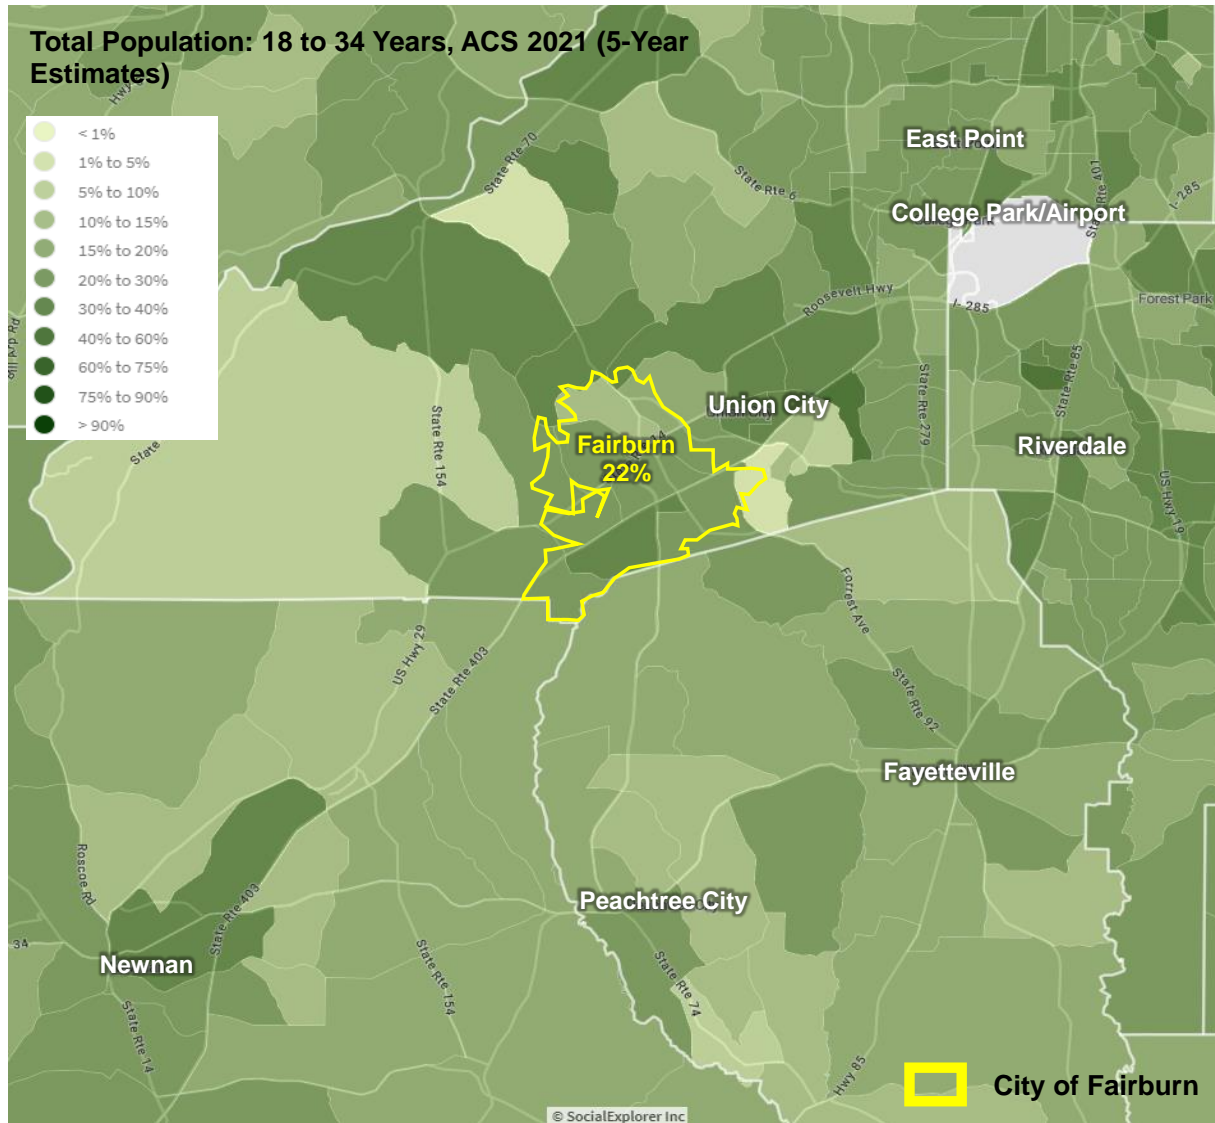 Total Population: 18 to 34 Years, ACS 2021 (5-Year
Estimates)
< 1%
1% to 5%
5% to 10%
10% to 15%
15% to 20%
20% to 30%
30% to 40%
40% to 60%
60% to 75%
75% to 90%
> 90%
State Rte 70
State Rte 6
East Point
State Rte 401
I-285
College Park/Airport
Roosevelt Hwy
I- 285
Forest Park
State
State Rte 154
Union City
State Rte 279
State Rte 85
Fairburn
22%
Riverdale
US Hwy 19
Forrest Ave
US Hwy 29
State Rte 403
State Rte 92
Fayetteville
Roscoe Rd
State Rte 403
Peachtree City
34
Newnan
State Rte 154
State Rte 74
State Rte 14
Hwy 85
City of Fairburn
© SocialExplorer Inc